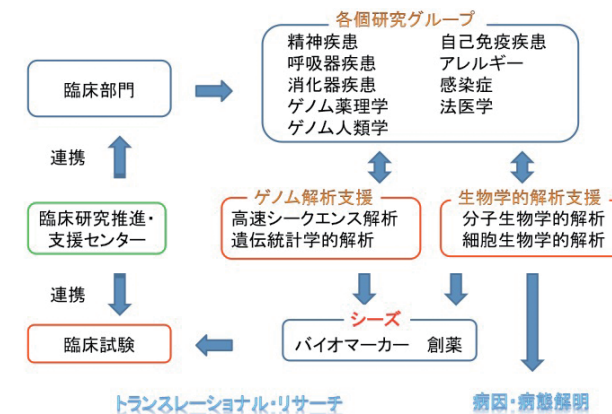 各個研究グループ
精神疾患
自己免疫疾患
呼吸器疾患
アレルギー
消化器疾患
感染症
ゲノム薬理学
法医学
ゲノム人類学
臨床部門
連携
臨床研究推進・
支援センター
連携
臨床試験
ゲノム解析支援
高速シークエンス解析
遺伝統計学的解析
生物学的解析支援
分子生物学的解析
細胞生物学的解析
シーズ
バイオマーカー 創薬
トランスレーショナル・リサーチ
病因・病態解明